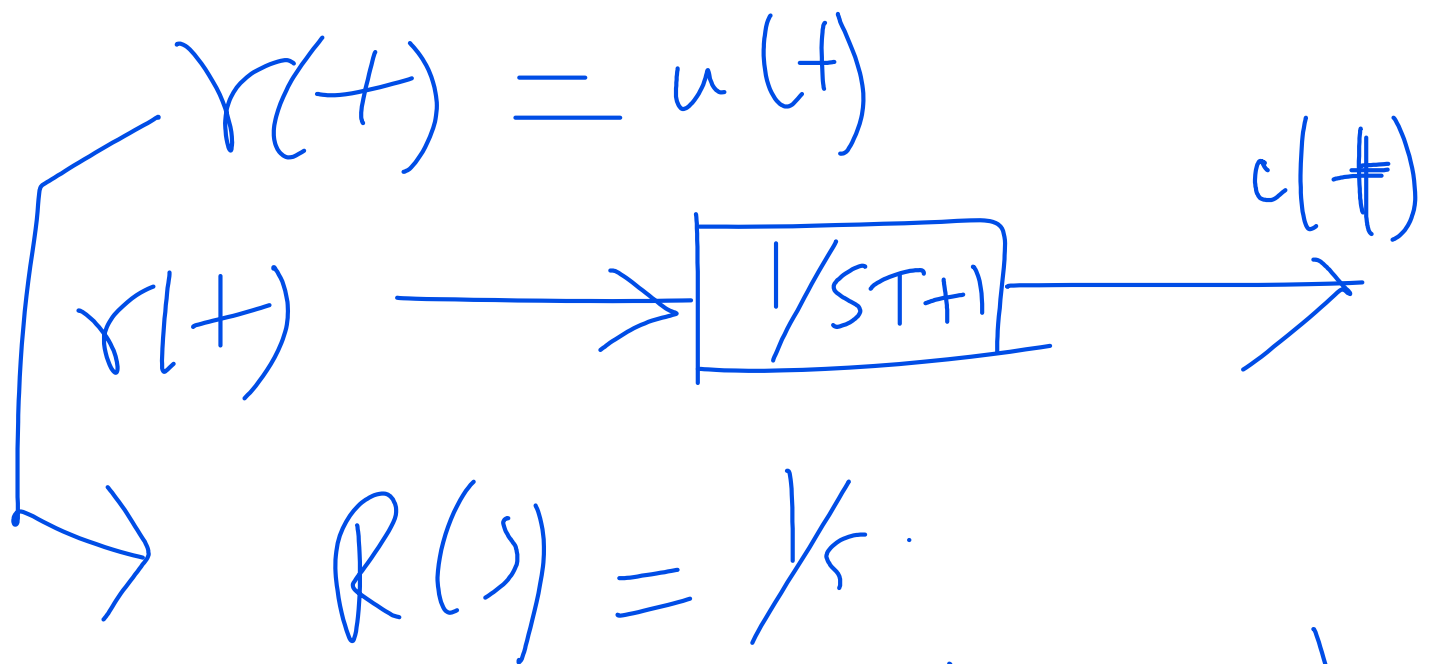 r(t) = u(t)
c(t)
r(t) → 1/ST+1 →
R(s) = 1/s .